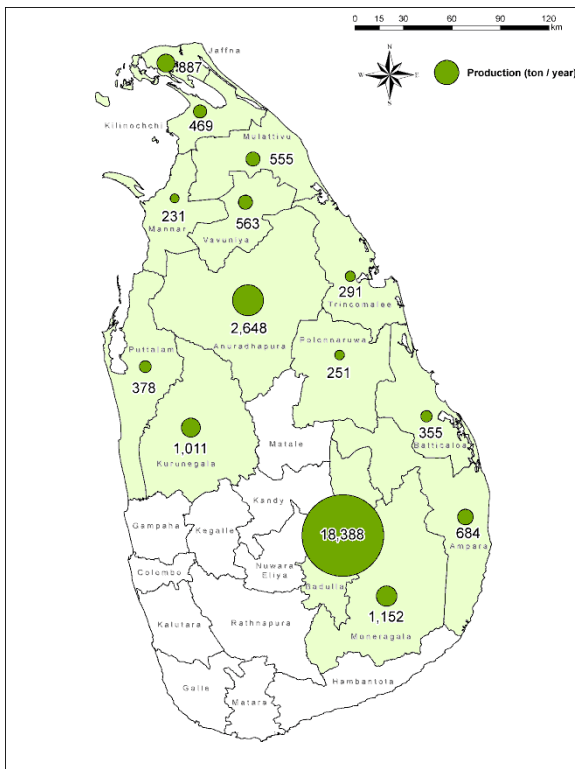 0 15 30 60 90 120
km
N
W E
S
Production (ton / year)
Jaffna
.887
Kilinochchi
469
Mulattivu
555
231
Mannar
563
Vavuniya
291
Trincomalee
2,648
Anuradhapura
Polonnaruwa
251
Puttalam
378
355
Batticaloa
1,011
Kurunegala
Matale
Kandy
Gampaha
Kegalle
18,388
684
Ampara
Nuwara
Eliya
Colombo
Badulla
1,152
Muneragala
Kalutara
Rathnapura
Hambantota
Galle
Matara